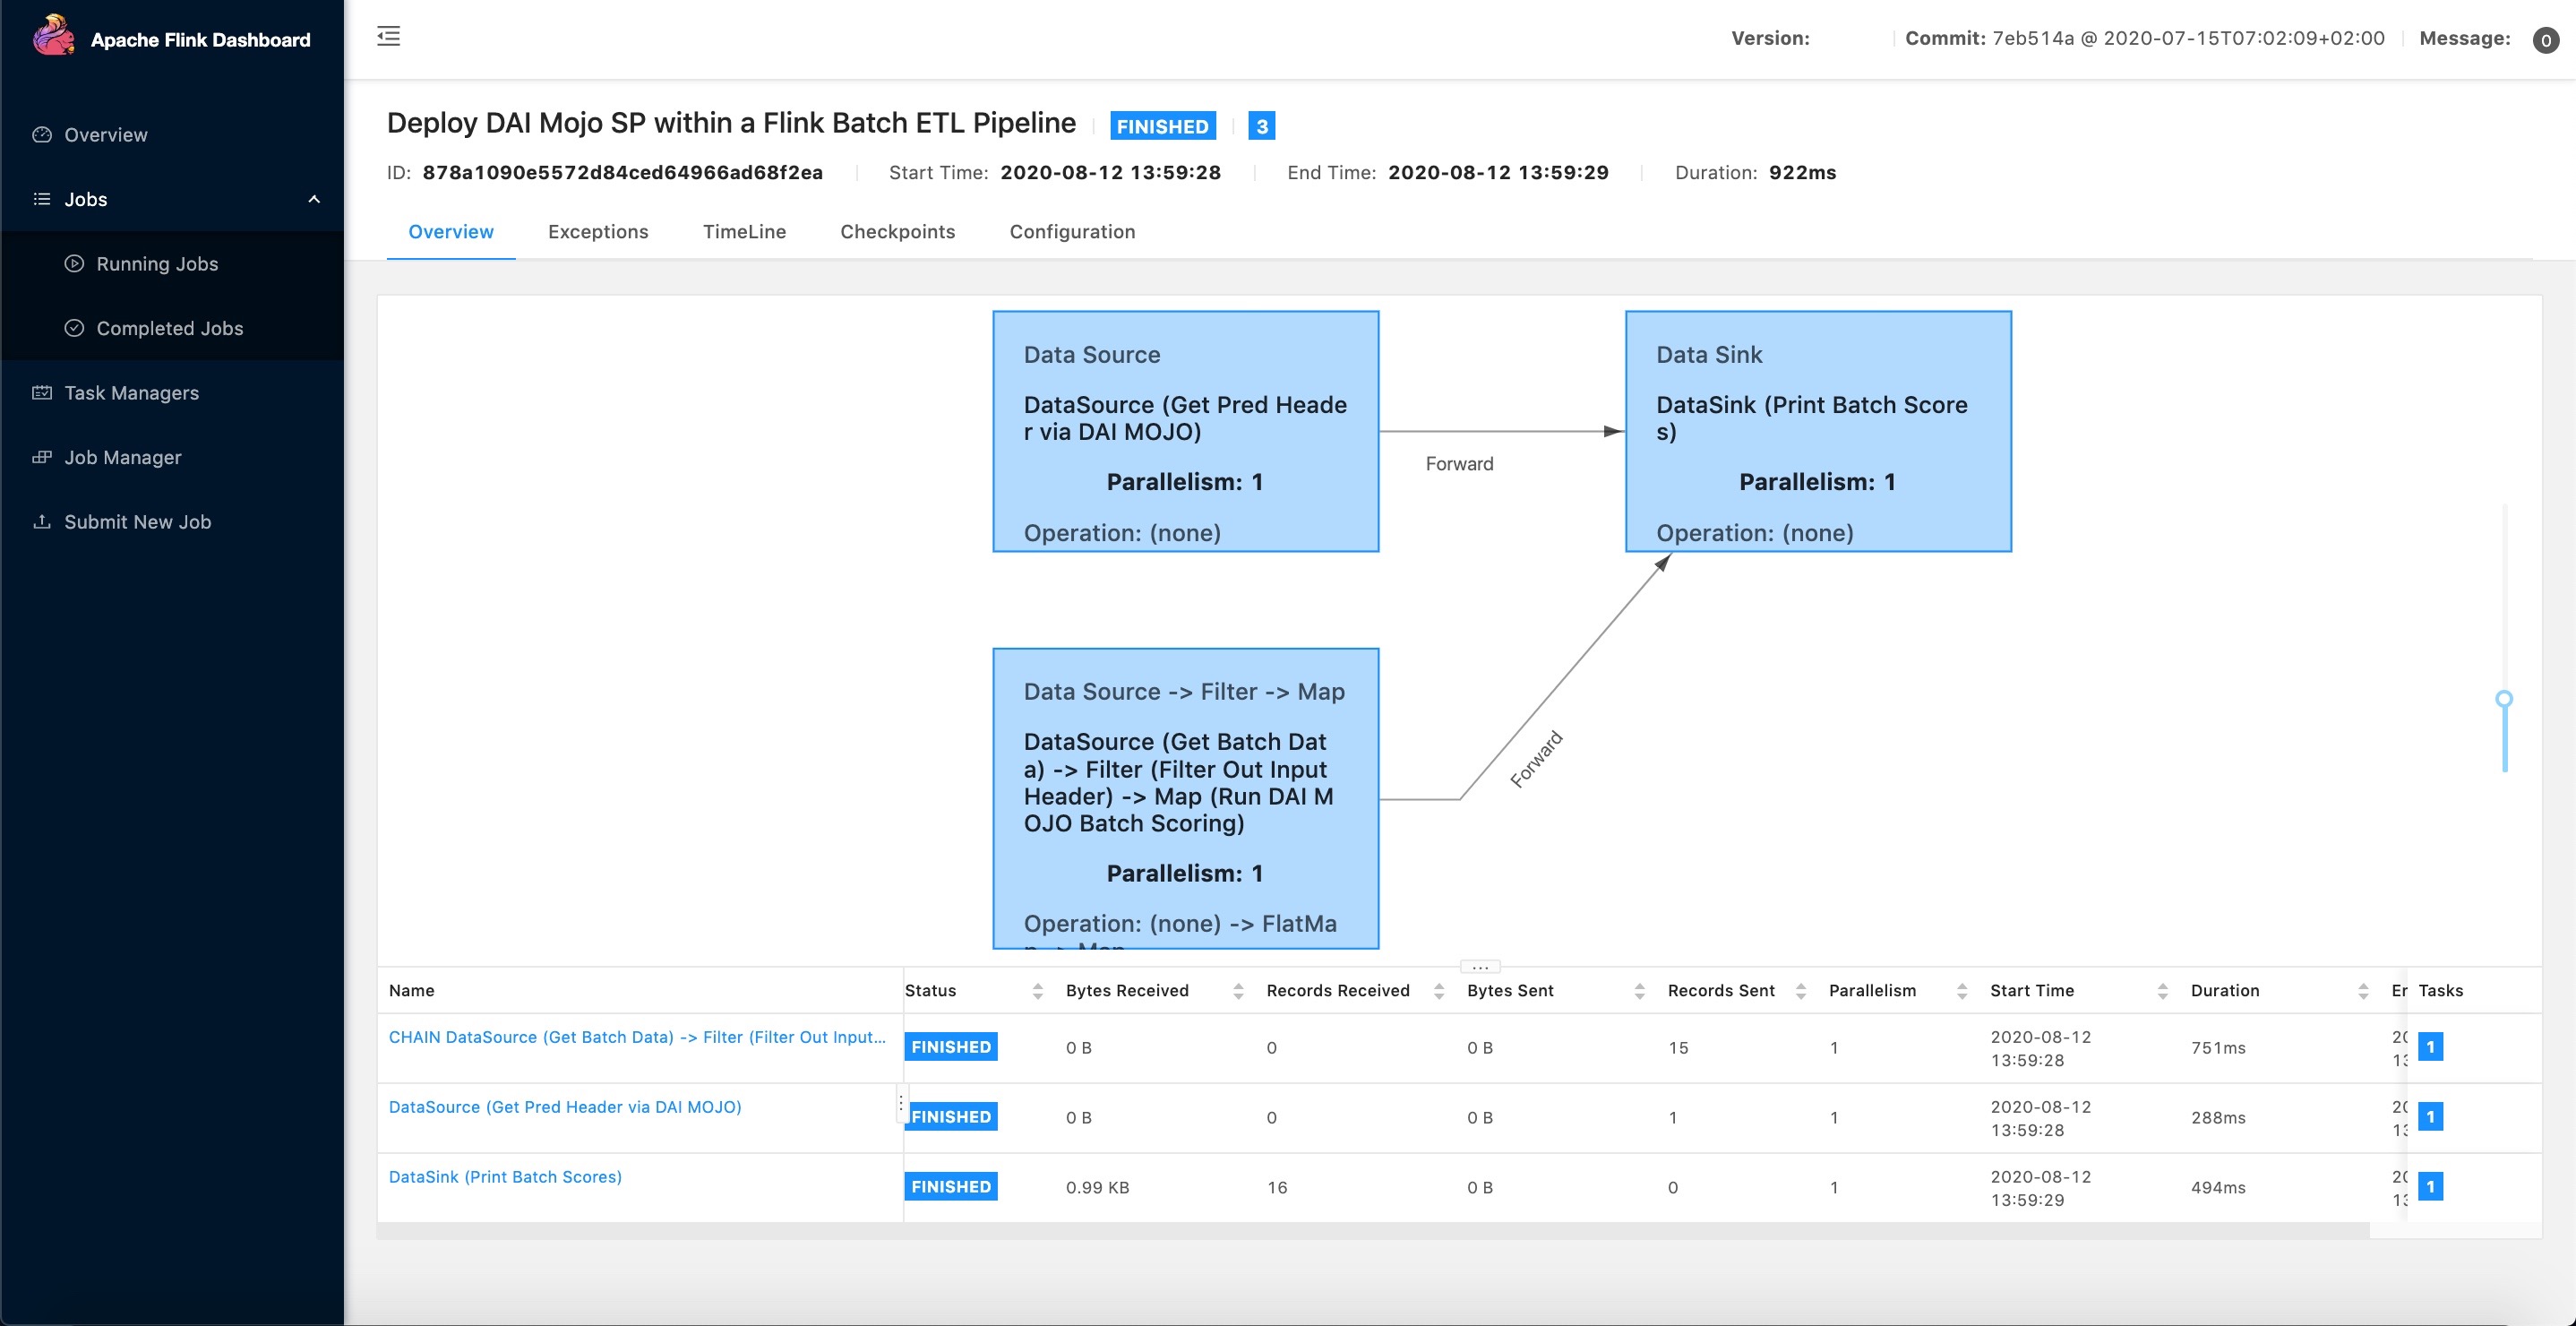 Apache Flink Dashboard
Version:
Commit: 7eb514a @ 2020-07-15T07:02:09+02:00
Message: 0
Overview
Jobs
Running Jobs
Completed Jobs
Task Managers
Job Manager
Submit New Job
Deploy DAI Mojo SP within a Flink Batch ETL Pipeline FINISHED 3
ID: 878a1090e5572d84ced64966ad68f2ea Start Time: 2020-08-12 13:59:28 End Time: 2020-08-12 13:59:29 Duration: 922ms
Overview Exceptions TimeLine Checkpoints Configuration
Data Source
DataSource (Get Pred Heade
r via DAI MOJO)
Parallelism: 1
Operation: (none)
Forward
Data Sink
DataSink (Print Batch Score
s)
Parallelism: 1
Operation: (none)
Data Source -> Filter -> Map
DataSource (Get Batch Dat
a) -> Filter (Filter Out Input
Header) -> Map (Run DAI M
OJO Batch Scoring)
Parallelism: 1
Operation: (none) -> FlatMa
p -> Map
Forward
Name Status Bytes Received Records Received Bytes Sent Records Sent Parallelism Start Time Duration Tasks
CHAIN DataSource (Get Batch Data) -> Filter (Filter Out Input... FINISHED 0 B 0 0 B 15 1 2020-08-12 751ms 1
13:59:28
DataSource (Get Pred Header via DAI MOJO) FINISHED 0 B 0 0 B 1 1 2020-08-12 288ms 1
13:59:28
DataSink (Print Batch Scores) FINISHED 0.99 KB 16 0 B 0 1 2020-08-12 494ms 1
13:59:29